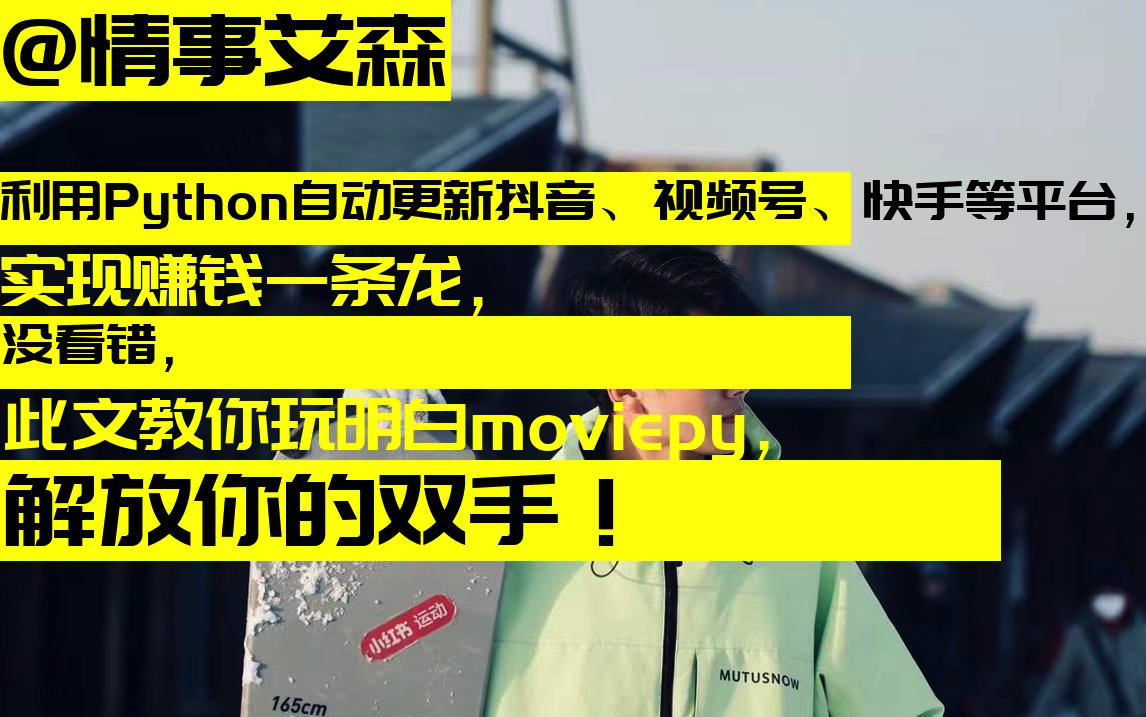 @情事艾森
利用Python自动更新抖音、视频号、快手等平台，
实现赚钱一条龙，
没看错，
此文教你玩明白moviepy，
解放你的双手！
小红书 运动
MUTUSNOW
165cm